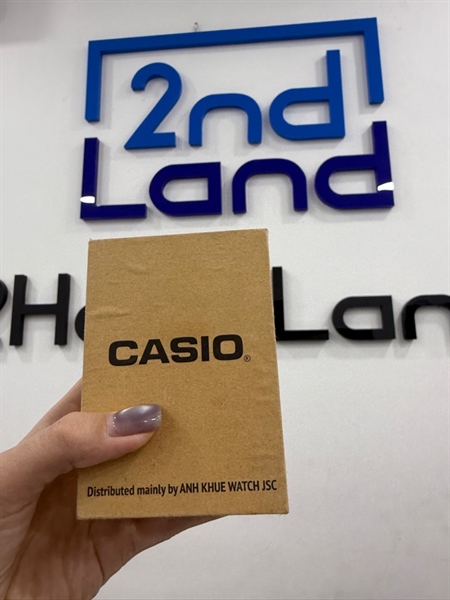 2nd
Land
CASIO®
Distributed mainly by ANH KHUE WATCH JSC